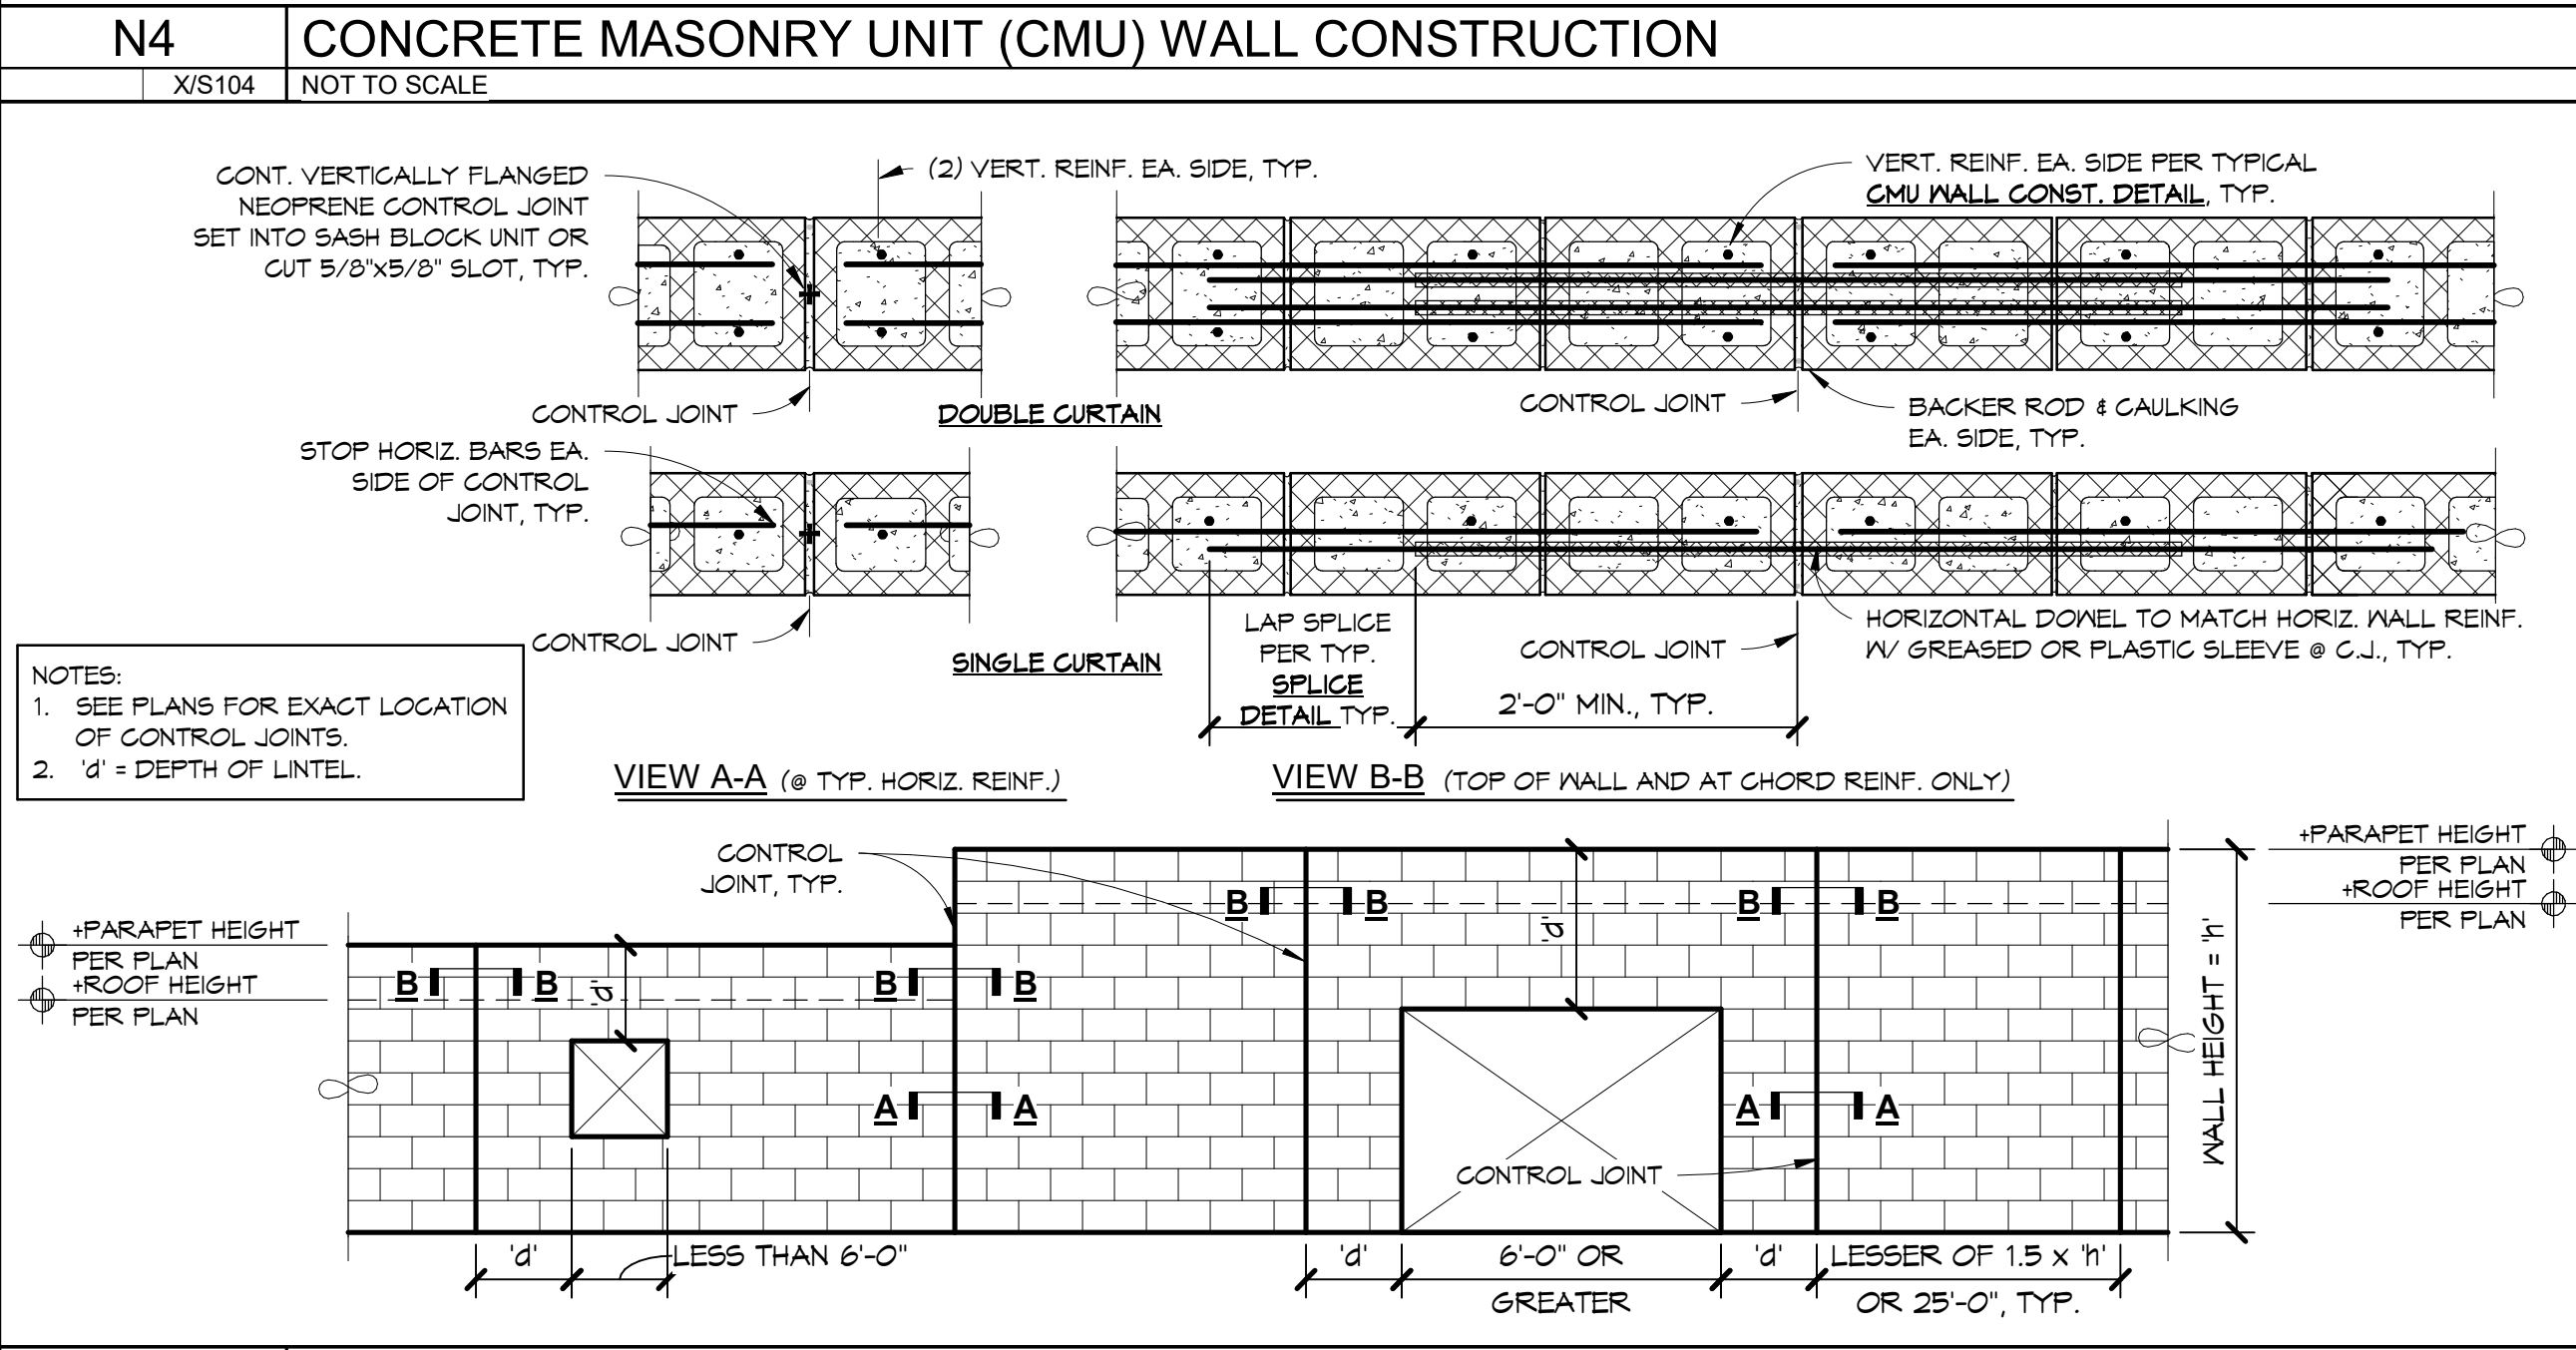 N4
CONCRETE MASONRY UNIT (CMU) WALL CONSTRUCTION
X/S104
NOT TO SCALE
CONT. VERTICALLY FLANGED
NEOPRENE CONTROL JOINT
SET INTO SASH BLOCK UNIT OR
CUT 5/8"x5/8" SLOT, TYP.
(2) VERT. REINF. EA. SIDE, TYP.
VERT. REINF. EA. SIDE PER TYPICAL
CMU WALL CONST. DETAIL, TYP.
CONTROL JOINT
DOUBLE CURTAIN
CONTROL JOINT
BACKER ROD & CAULKING
EA. SIDE, TYP.
STOP HORIZ. BARS EA.
SIDE OF CONTROL
JOINT, TYP.
CONTROL JOINT
SINGLE CURTAIN
LAP SPLICE
PER TYP.
SPLICE
DETAIL TYP.
CONTROL JOINT
2'-0" MIN., TYP.
HORIZONTAL DOWEL TO MATCH HORIZ. WALL REINF.
W/ GREASED OR PLASTIC SLEEVE @ C.J., TYP.
NOTES:
1. SEE PLANS FOR EXACT LOCATION
OF CONTROL JOINTS.
2. 'd' = DEPTH OF LINTEL.
VIEW A-A (@ TYP. HORIZ. REINF.)
VIEW B-B (TOP OF WALL AND AT CHORD REINF. ONLY)
CONTROL
JOINT, TYP.
+PARAPET HEIGHT
PER PLAN
+ROOF HEIGHT
PER PLAN
+PARAPET HEIGHT
PER PLAN
+ROOF HEIGHT
PER PLAN
B B
B B
'd'
B B
'd'
B B
A A
A A
CONTROL JOINT
WALL HEIGHT = 'h'
'd'
LESS THAN 6'-0"
'd'
6'-0" OR
GREATER
'd'
LESSER OF 1.5 x 'h'
OR 25'-0", TYP.